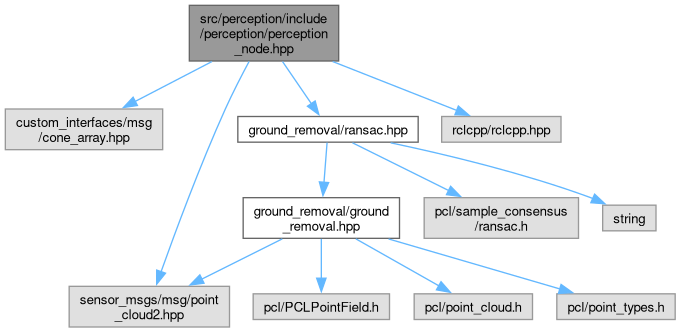 src/perception/include
/perception/perception
_node.hpp
custom_interfaces/msg
/cone_array.hpp
ground_removal/ransac.hpp
rclcpp/rclcpp.hpp
ground_removal/ground
_removal.hpp
pcl/sample_consensus
/ransac.h
string
sensor_msgs/msg/point
_cloud2.hpp
pcl/PCLPointField.h
pcl/point_cloud.h
pcl/point_types.h